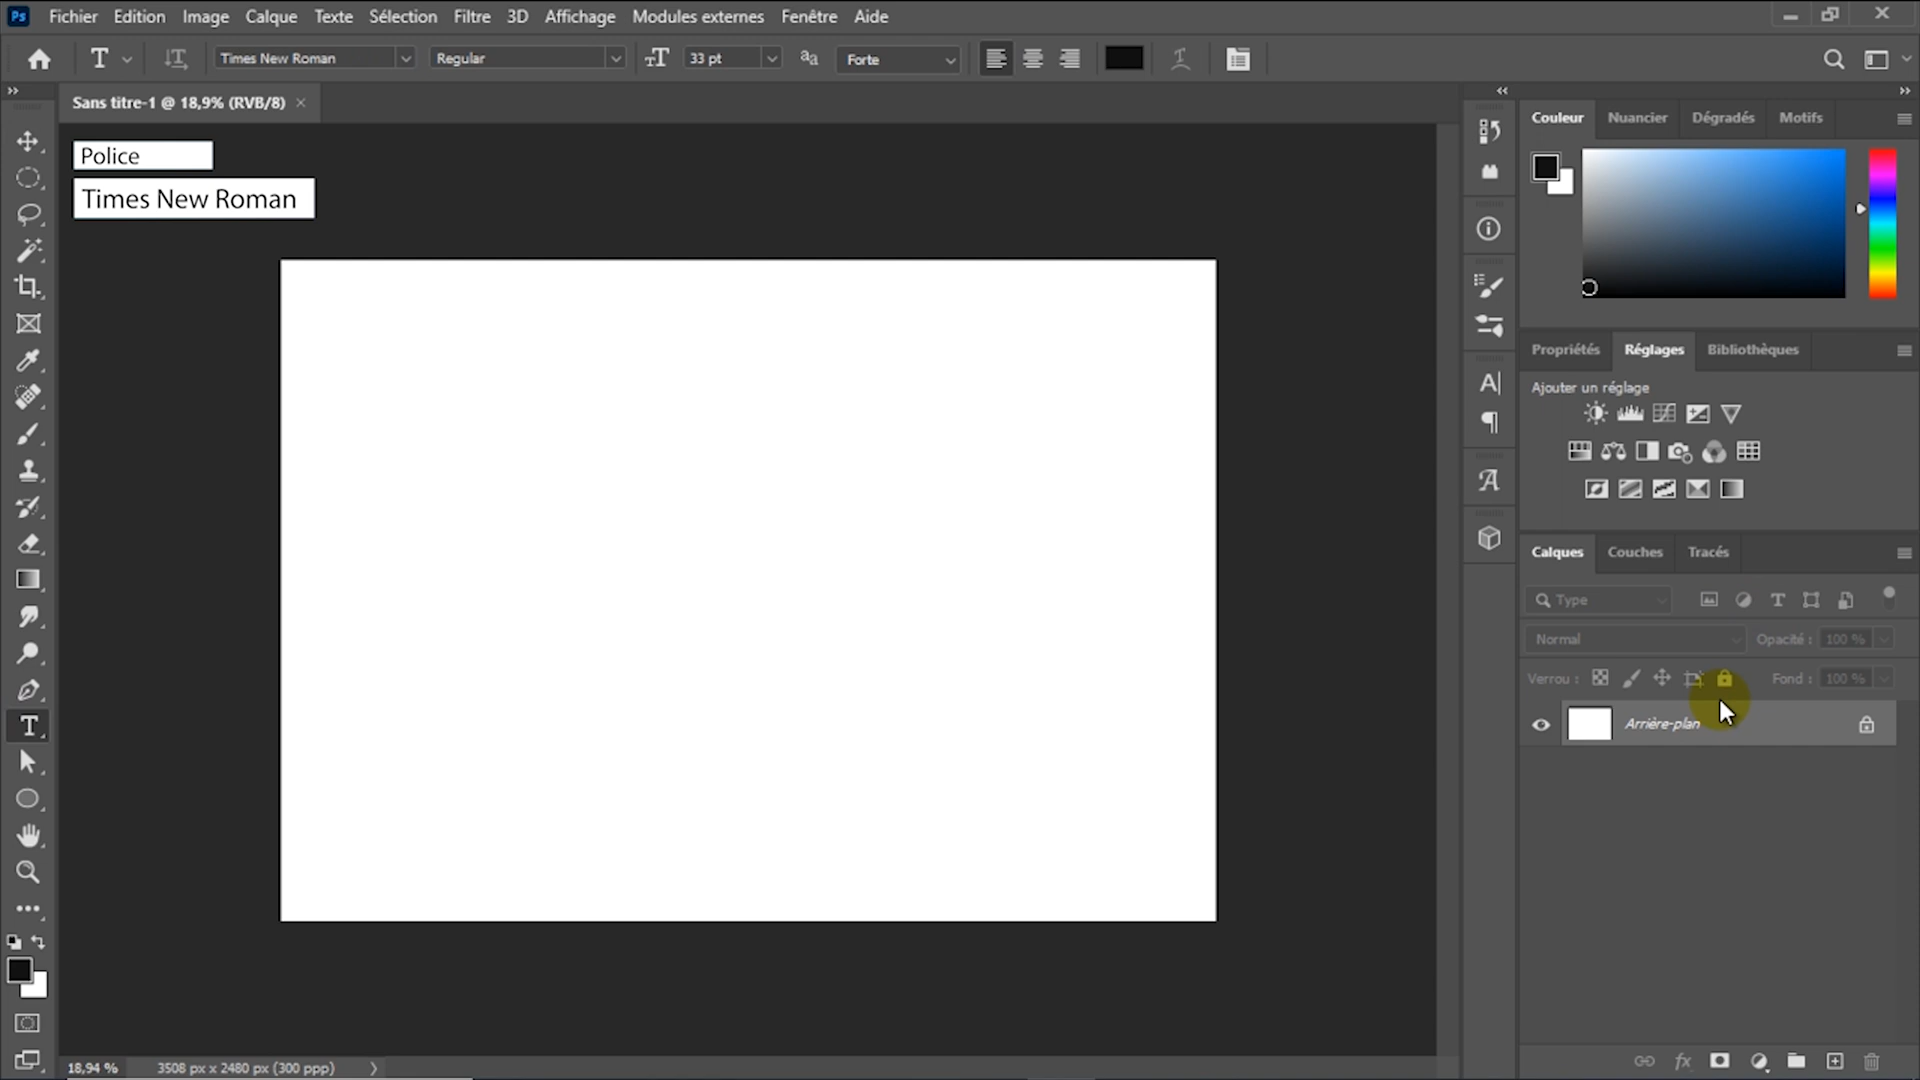 Ps Fichier Edition Image Calque Texte Sélection Filtre 3D Affichage Modules externes Fenêtre Aide
Times New Roman Regular 33 pt Forte
Sans titre-1 @ 18,9% (RVB/8)
Police
Times New Roman
Couleur Nuancier Dégradés Motifs
Propriétés Réglages Bibliothèques
Ajouter un réglage
Calques Couches Tracés
Type
Normal Opacité : 100 %
Verrou : Fond : 100 %
Arrière-plan
18,94 % 3508 px x 2480 px (300 ppp)